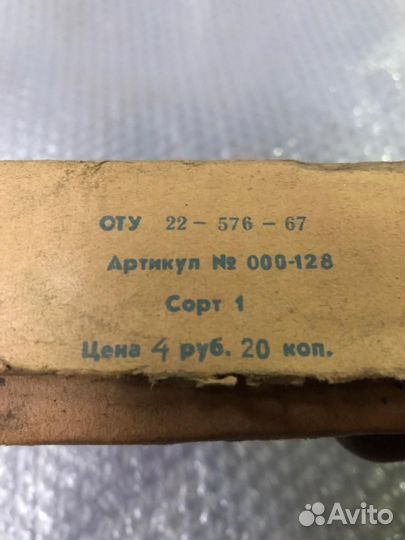 ОТУ 22-576-67
Артикул № 000-128
Сорт 1
Цена 4 руб. 20 коп.
Avito